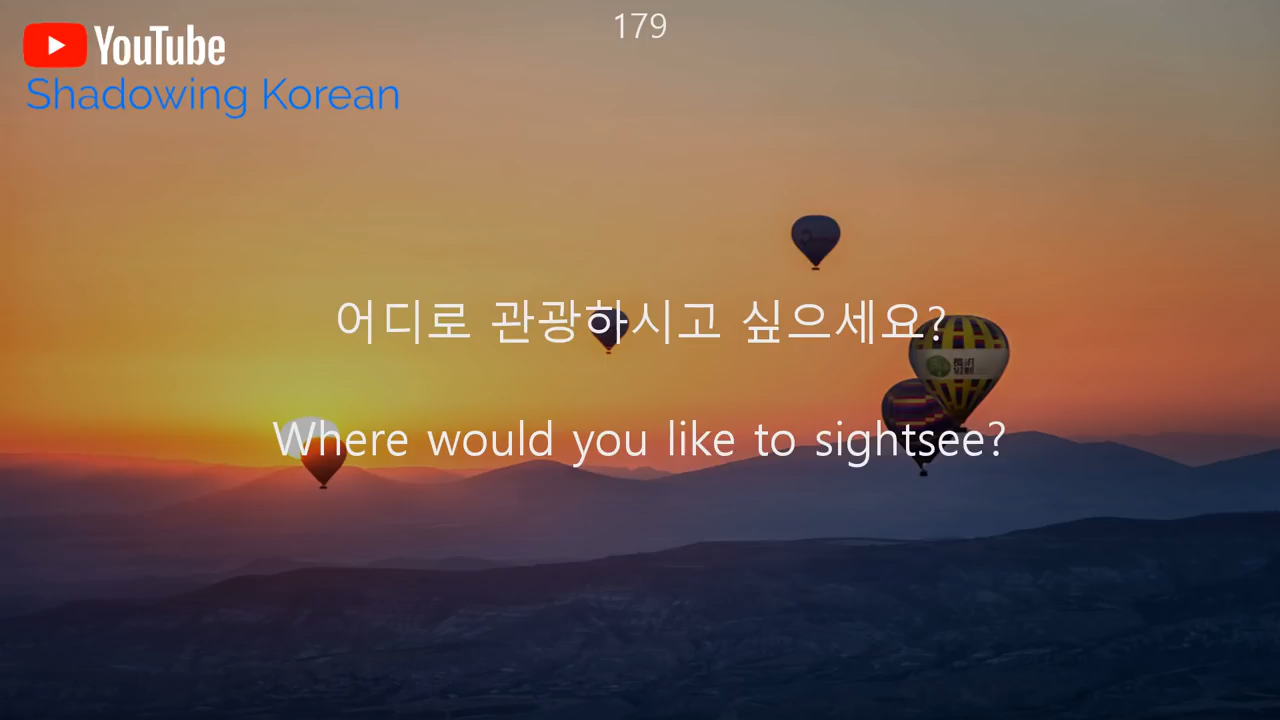 179
YouTube
Shadowing Korean
어디로 관광하시고 싶으세요?
Where would you like to sightsee?